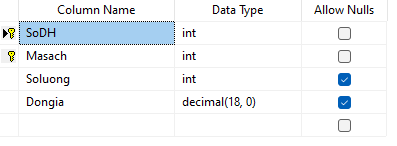 Column Name Data Type Allow Nulls
SoDH int
Masach int
Soluong int
Dongia decimal(18, 0)